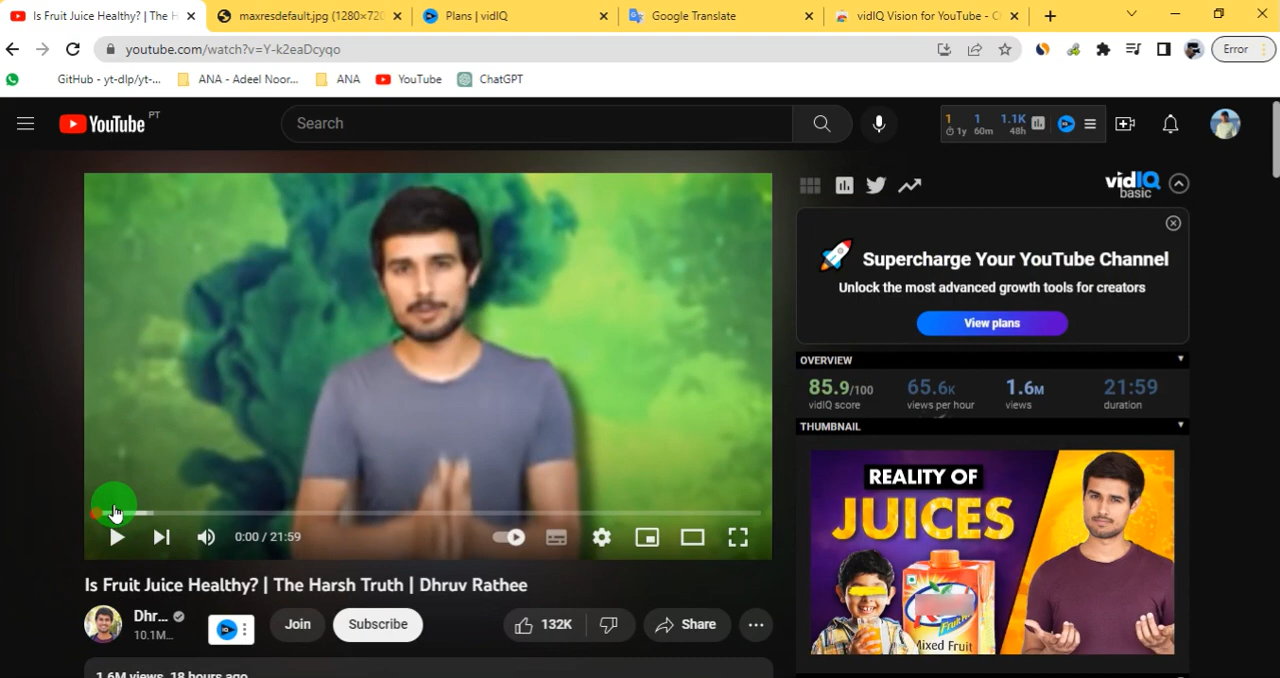 Is Fruit Juice Healthy? | The H
maxresdefault.jpg (1280×720
Plans | vidIQ
Google Translate
vidIQ Vision for YouTube - C
youtube.com/watch?v=Y-k2eaDcyqo
Error
GitHub - yt-dlp/yt-...
ANA - Adeel Noor...
ANA
YouTube
ChatGPT
YouTube PT
Search
1 1 1.1K
1y 60m 48h
vidIQ
basic
Supercharge Your YouTube Channel
Unlock the most advanced growth tools for creators
View plans
OVERVIEW
85.9/100 65.6K 1.6M 21:59
vidIQ score views per hour views duration
THUMBNAIL
REALITY OF
JUICES
Mixed Fruit
0:00 / 21:59
Is Fruit Juice Healthy? | The Harsh Truth | Dhruv Rathee
Dhr...
10.1M...
Join
Subscribe
132K
Share
1.6M views 18 hours ago